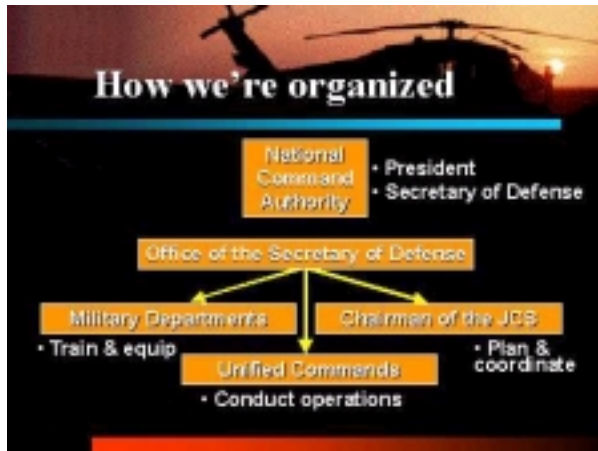 How we're organized
National
Command
Authority
• President
• Secretary of Defense
Office of the Secretary of Defense
Military Departments
• Train & equip
Chairman of the JCS
• Plan &
coordinate
Unified Commands
• Conduct operations